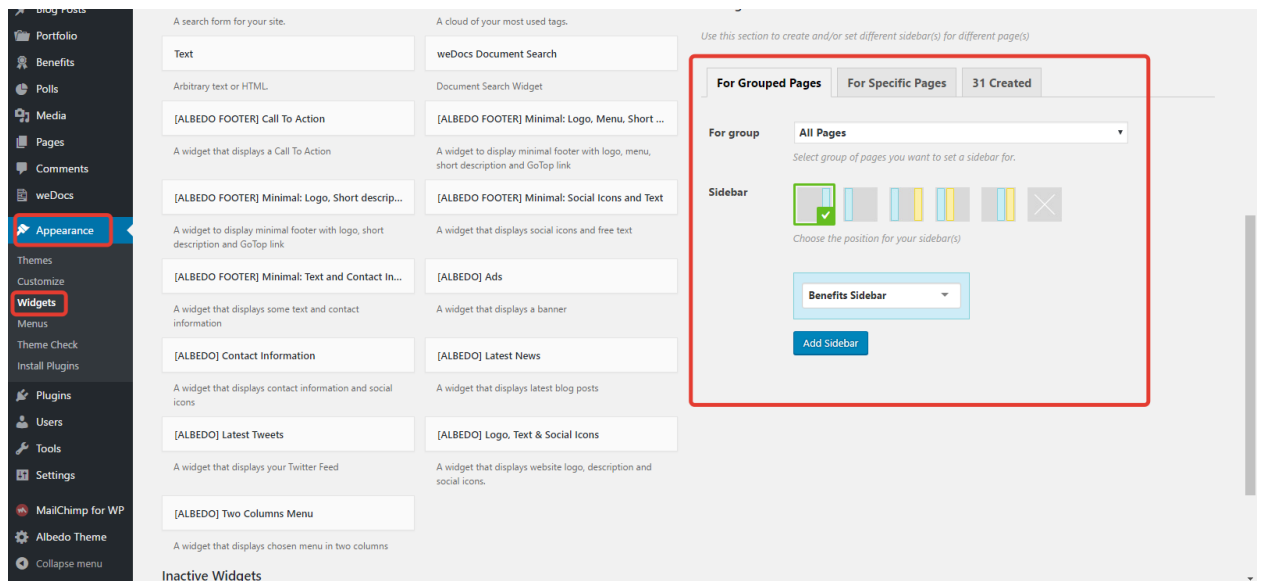 Blog Posts
Portfolio
Benefits
Polls
Media
Pages
Comments
weDocs
Appearance
Themes
Customize
Widgets
Menus
Theme Check
Install Plugins
Plugins
Users
Tools
Settings
MailChimp for WP
Albedo Theme
Collapse menu
A search form for your site.
A cloud of your most used tags.
Text
weDocs Document Search
Arbitrary text or HTML.
Document Search Widget
[ALBEDO FOOTER] Call To Action
[ALBEDO FOOTER] Minimal: Logo, Menu, Short ...
A widget that displays a Call To Action
A widget to display minimal footer with logo, menu,
short description and GoTop link
[ALBEDO FOOTER] Minimal: Logo, Short descrip...
[ALBEDO FOOTER] Minimal: Social Icons and Text
A widget to display minimal footer with logo, short
description and GoTop link
A widget that displays social icons and free text
[ALBEDO FOOTER] Minimal: Text and Contact In...
[ALBEDO] Ads
A widget that displays some text and contact
information
A widget that displays a banner
[ALBEDO] Contact Information
[ALBEDO] Latest News
A widget that displays contact information and social
icons
A widget that displays latest blog posts
[ALBEDO] Latest Tweets
[ALBEDO] Logo, Text & Social Icons
A widget that displays your Twitter Feed
A widget that displays website logo, description and
social icons.
[ALBEDO] Two Columns Menu
A widget that displays chosen menu in two columns
Inactive Widgets
Use this section to create and/or set different sidebar(s) for different page(s)
For Grouped Pages
For Specific Pages
31 Created
For group
All Pages
Select group of pages you want to set a sidebar for.
Sidebar
Choose the position for your sidebar(s)
Benefits Sidebar
Add Sidebar